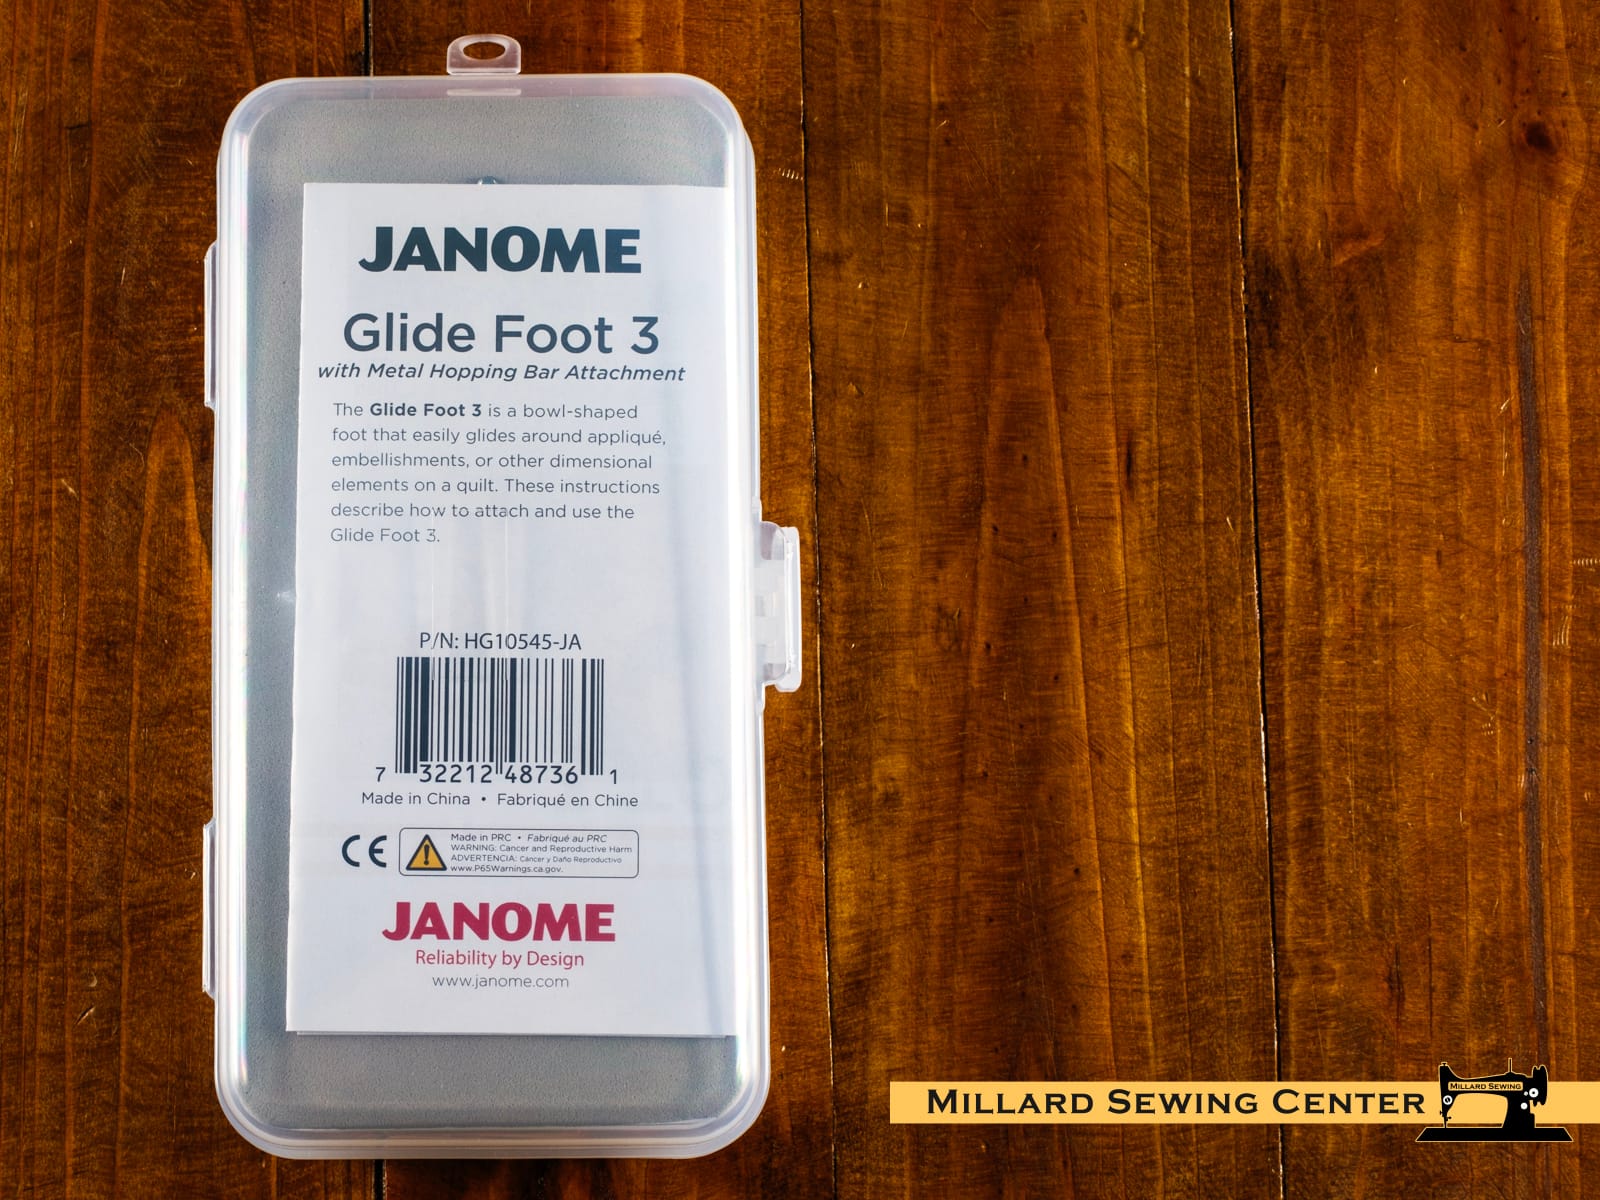 JANOME
Glide Foot 3
with Metal Hopping Bar Attachment
The Glide Foot 3 is a bowl-shaped
foot that easily glides around appliqué,
embellishments, or other dimensional
elements on a quilt. These instructions
describe how to attach and use the
Glide Foot 3.
P/N: HG10545-JA
7 32212 48736 1
Made in China • Fabriqué en Chine
CE
Made in PRC • Fabriqué au PRC
WARNING: Cancer and Reproductive Harm
ADVERTENCIA: Cáncer y Daño Reproductivo
www.P65Warnings.ca.gov.
JANOME
Reliability by Design
www.janome.com
MILLARD SEWING CENTER
MILLARD SEWING